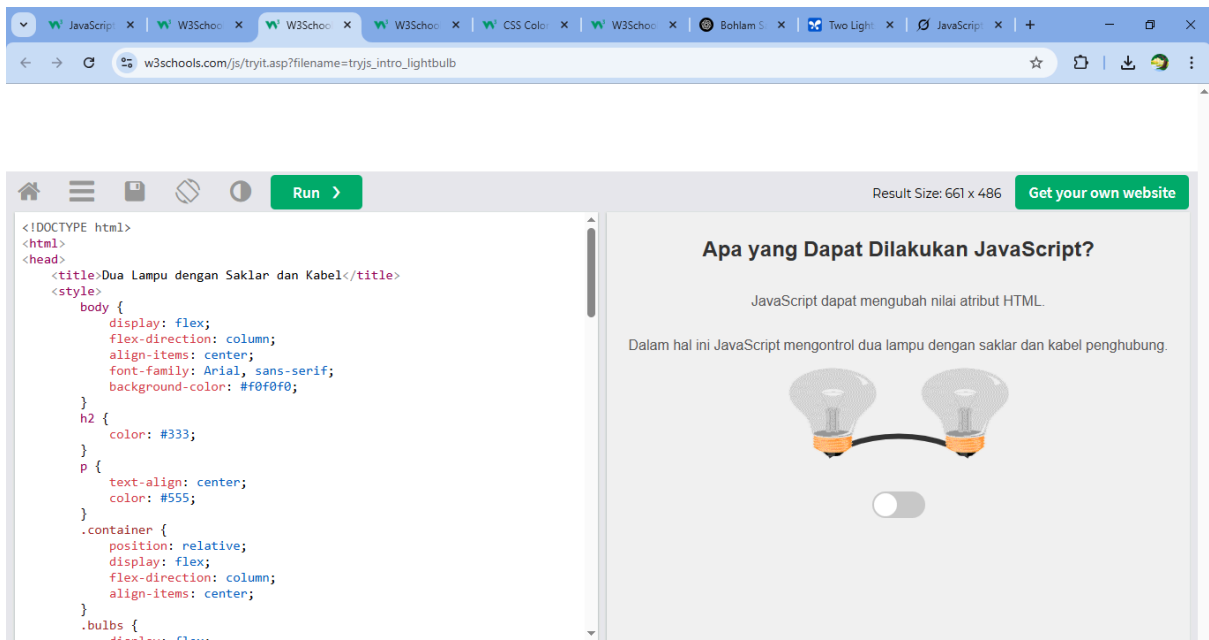 JavaScript
W3Schoo
W3Schoo
W3Schoo
CSS Colo
W3Schoo
Bohlam S
Two Light
JavaScript
w3schools.com/js/tryit.asp?filename=tryjs_intro_lightbulb
Run ❯
Result Size: 661 x 486
Get your own website
<!DOCTYPE html>
<html>
<head>
    <title>Dua Lampu dengan Saklar dan Kabel</title>
    <style>
        body {
            display: flex;
            flex-direction: column;
            align-items: center;
            font-family: Arial, sans-serif;
            background-color: #f0f0f0;
        }
        h2 {
            color: #333;
        }
        p {
            text-align: center;
            color: #555;
        }
        .container {
            position: relative;
            display: flex;
            flex-direction: column;
            align-items: center;
        }
        .bulbs {
            display: flex;
Apa yang Dapat Dilakukan JavaScript?
JavaScript dapat mengubah nilai atribut HTML.
Dalam hal ini JavaScript mengontrol dua lampu dengan saklar dan kabel penghubung.